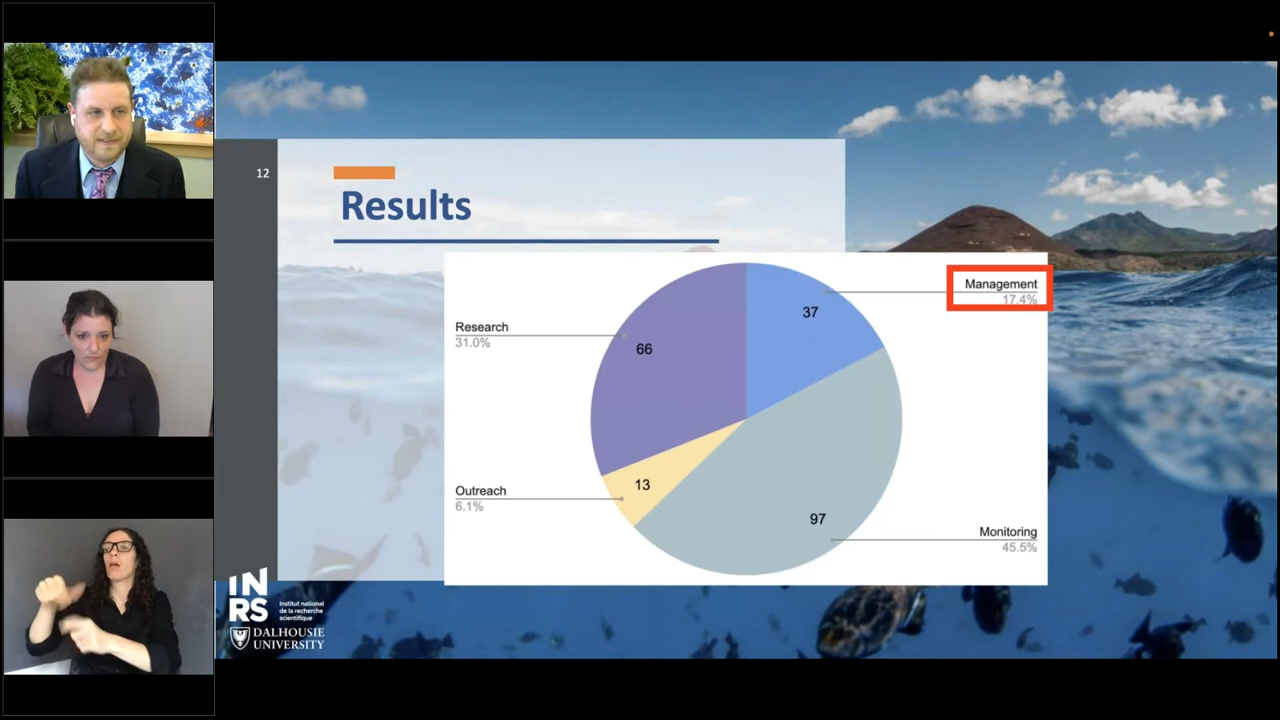 12
Results
Management
17.4%
37
Research
31.0%
66
Outreach
6.1%
13
97
Monitoring
45.5%
INRS
Institut national
de la recherche
scientifique
DALHOUSIE
UNIVERSITY